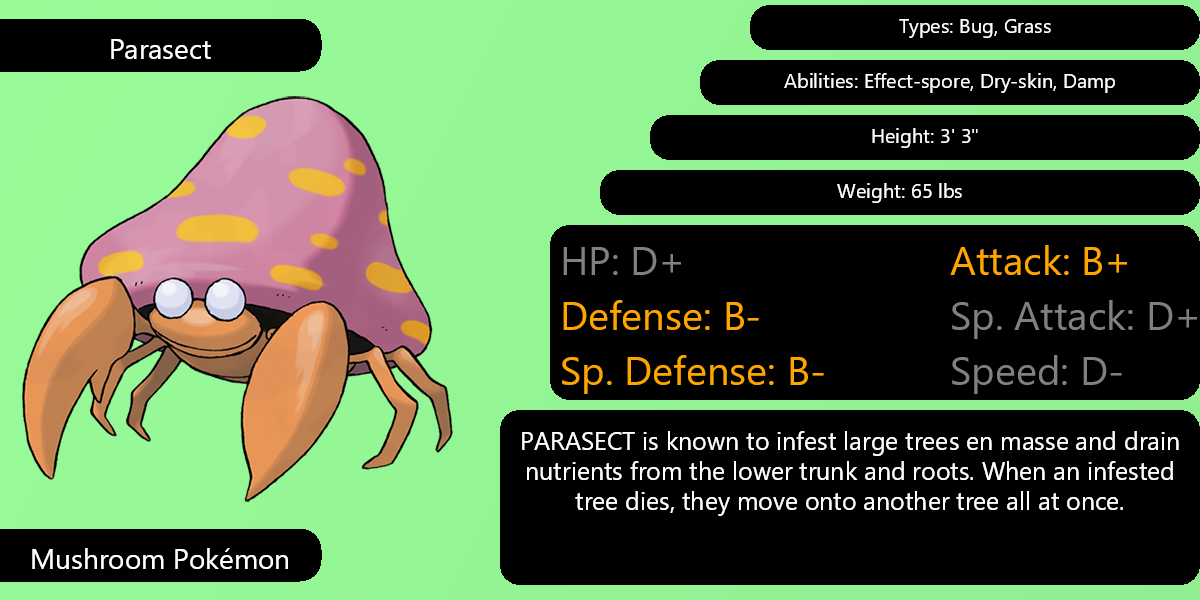 Parasect
Types: Bug, Grass
Abilities: Effect-spore, Dry-skin, Damp
Height: 3' 3"
Weight: 65 lbs
HP: D+ Attack: B+
Defense: B- Sp. Attack: D+
Sp. Defense: B- Speed: D-
PARASECT is known to infest large trees en masse and drain
nutrients from the lower trunk and roots. When an infested
tree dies, they move onto another tree all at once.
Mushroom Pokémon